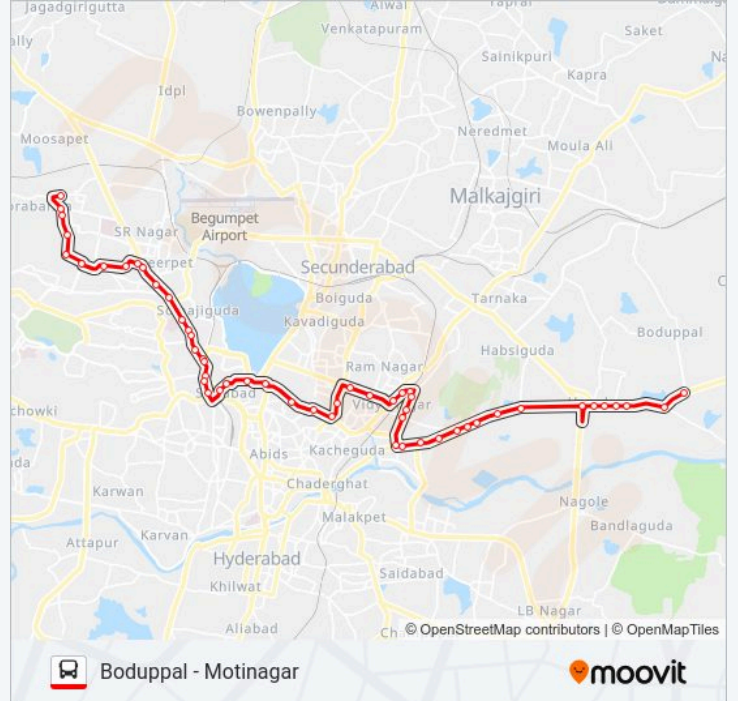 Jagadgirigutta
Alwal
Venkatapuram
Saket
Sainikpuri
Kapra
Idpl
Bowenpally
Moosapet
Neredmet
Moula Ali
Malkajgiri
Begumpet
Airport
SR Nagar
Secunderabad
Bolguda
Tarnaka
Kavadiguda
Boduppal
Habsiguda
Ram Nagar
Abids
Kacheguda
Chaderghat
Karwan
Malakpet
Nagole
Bandlaguda
Attapur
Karvan
Hyderabad
Saidabad
Khilwat
LB Nagar
Aliabad
© OpenStreetMap contributors | © OpenMapTiles
Boduppal - Motinagar
moovit